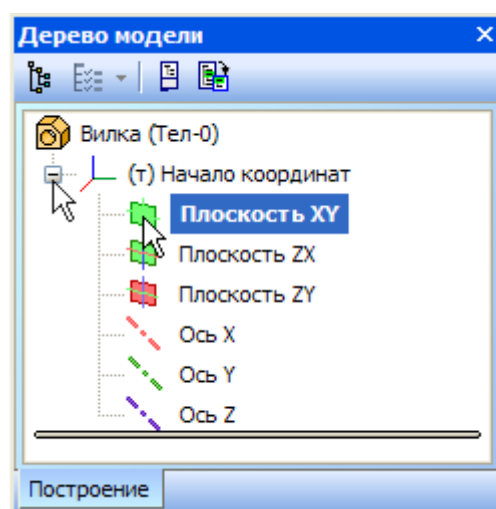 Дерево модели
Вилка (Тел-0)
(т) Начало координат
Плоскость XY
Плоскость ZX
Плоскость ZY
Ось X
Ось Y
Ось Z
Построение